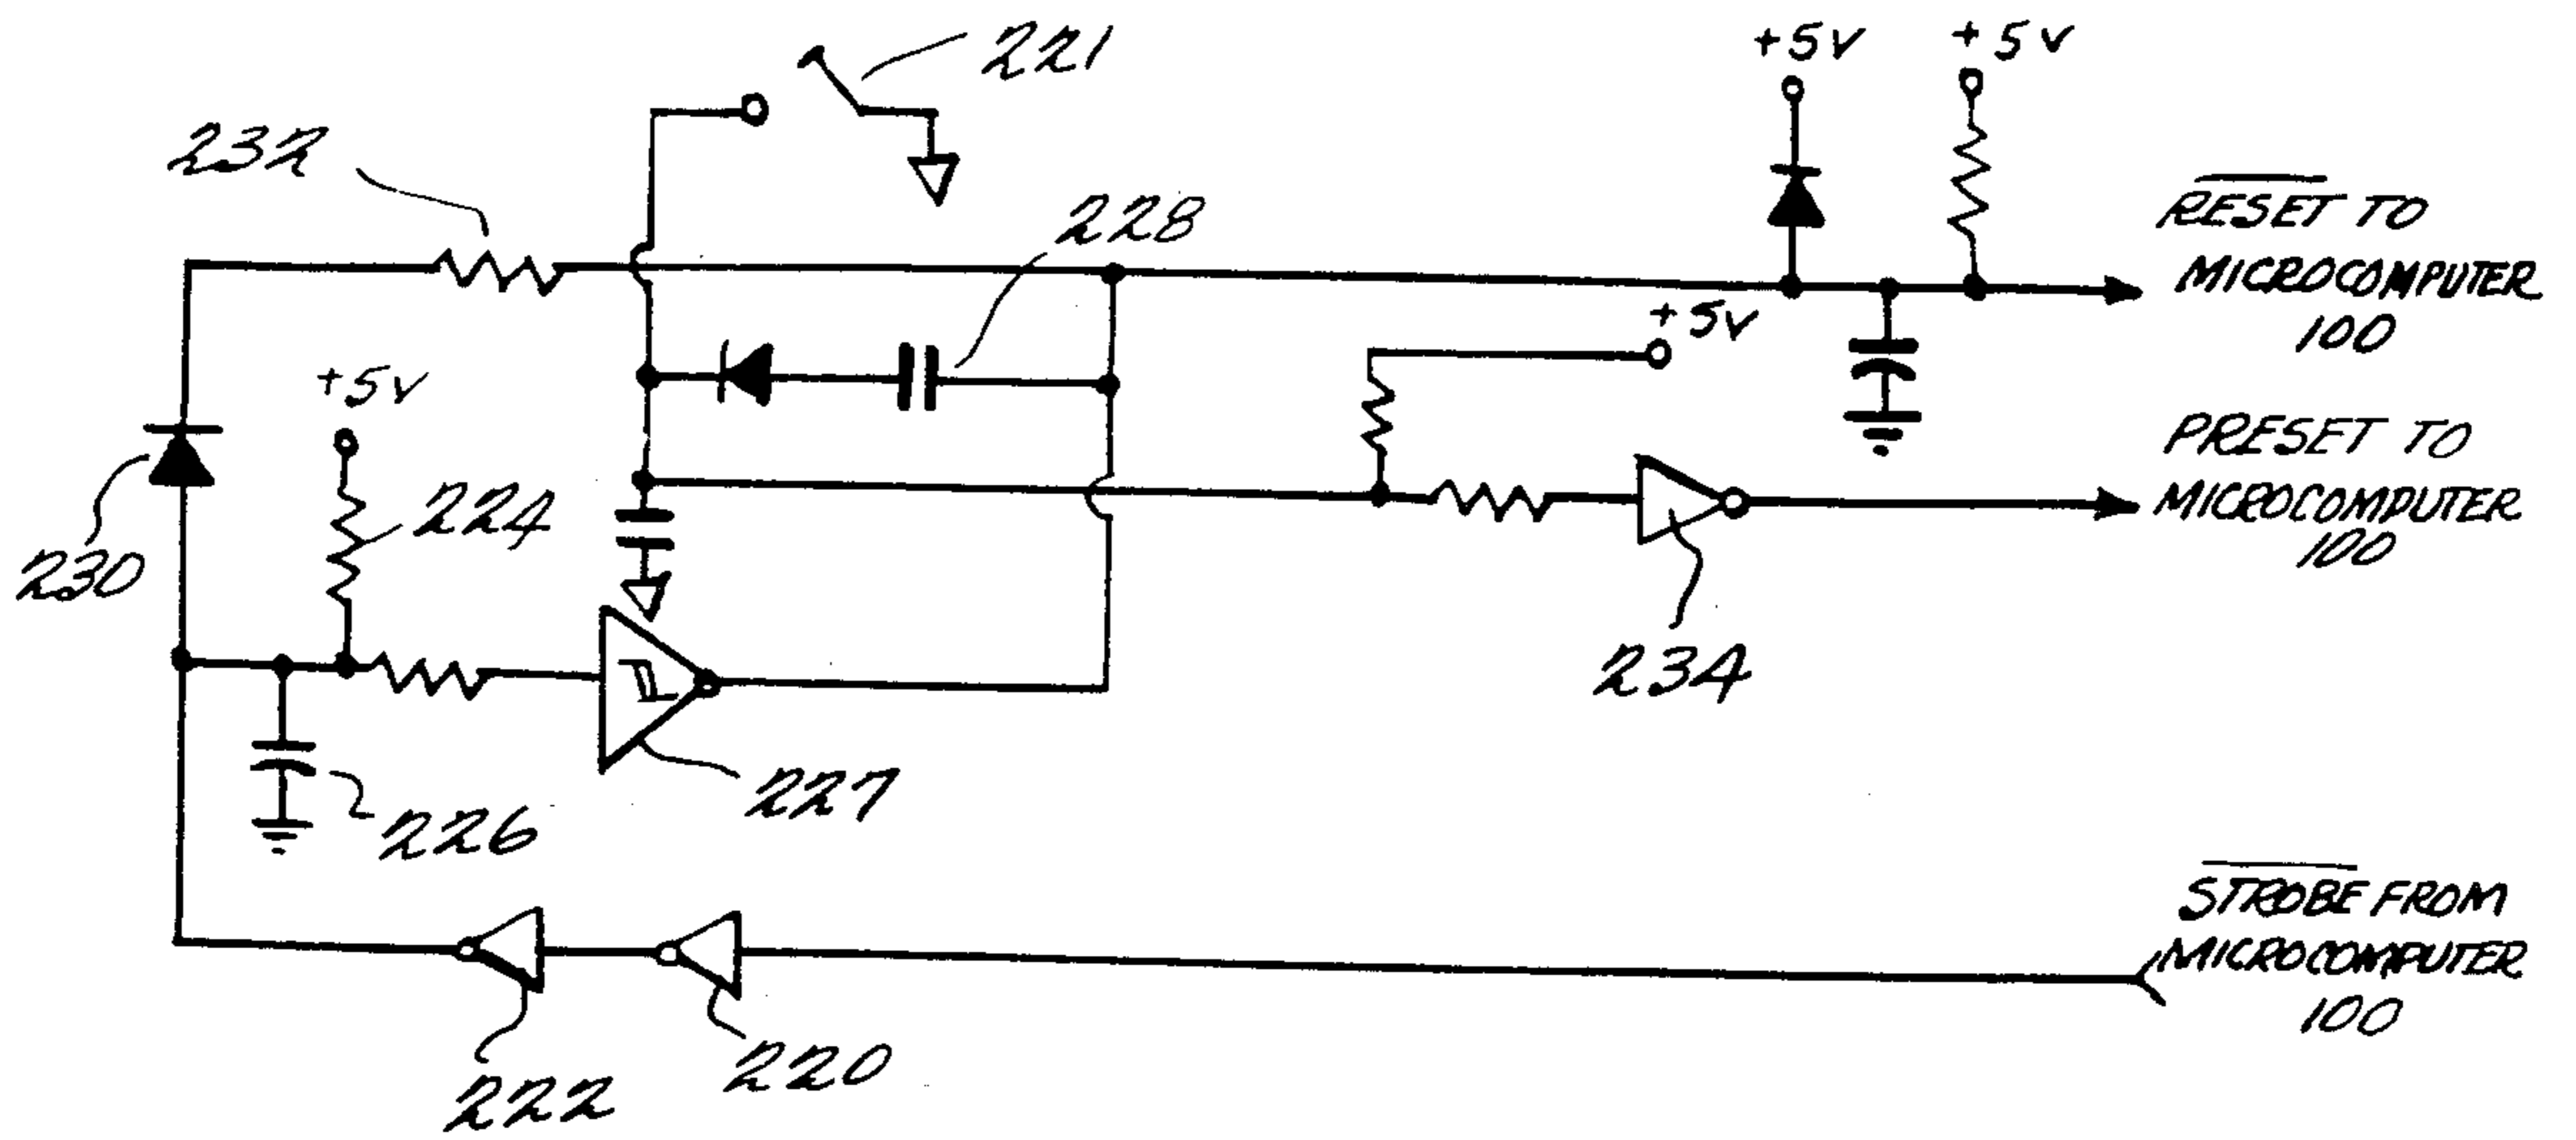 221
+5V
+5V
232
228
RESET TO
MICROCOMPUTER
100
+5V
+5V
224
PRESET TO
MICROCOMPUTER
100
230
234
227
226
STROBE FROM
MICROCOMPUTER
100
220
222